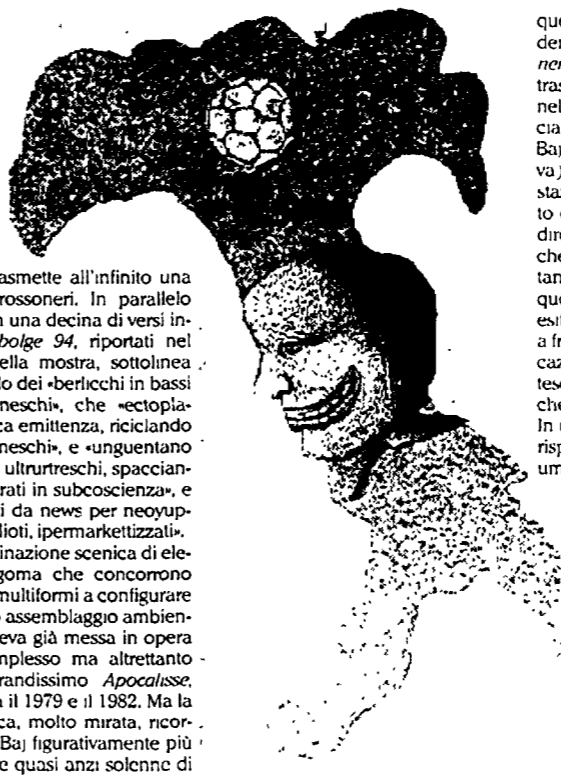 asmette all'infinito una
rossoneri. In parallelo
una decina di versi in-
bolge 94, riportati nel
ella mostra, sottolinea
lo dei «berlicchi in bassi
neschi», che «ectopla-
ca emittenza, riciclando
neschi», e «unguentano
ultrurtreschi, spaccian-
rati in subcoscienza», e
i da news per neoyup-
lioti, ipermarkettizzati».
inazione scenica di ele-
goma che concorrono
multiformi a configurare
o assemblaggio ambien-
eva già messa in opera
mplesso ma altrettanto
randissimo Apocalisse,
il 1979 e il 1982. Ma la
ca, molto mirata, ricor-
Baj figurativamente più
e quasi anzi solenne di
que
der
ner
tras
nel
cia
Baj
va)
sta
to
dire
che
tan
que
esi
a fr
caz
tes
che
In
risp
um